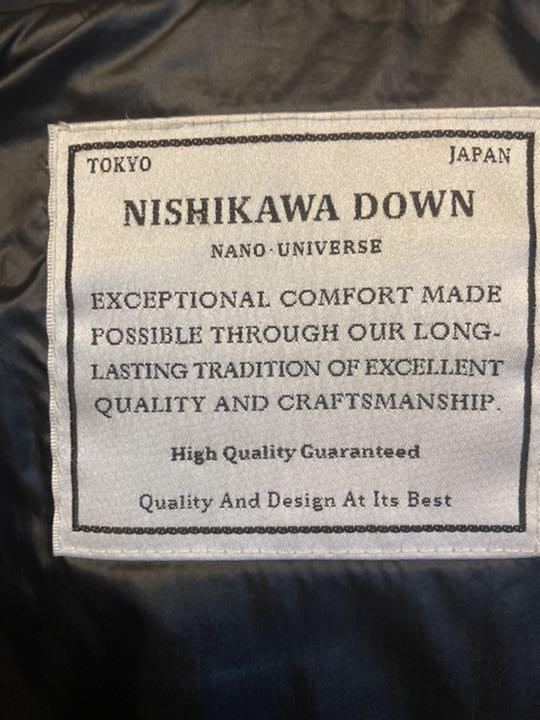 TOKYO JAPAN
NISHIKAWA DOWN
NANO·UNIVERSE
EXCEPTIONAL COMFORT MADE
POSSIBLE THROUGH OUR LONG-
LASTING TRADITION OF EXCELLENT
QUALITY AND CRAFTSMANSHIP.
High Quality Guaranteed
Quality And Design At Its Best